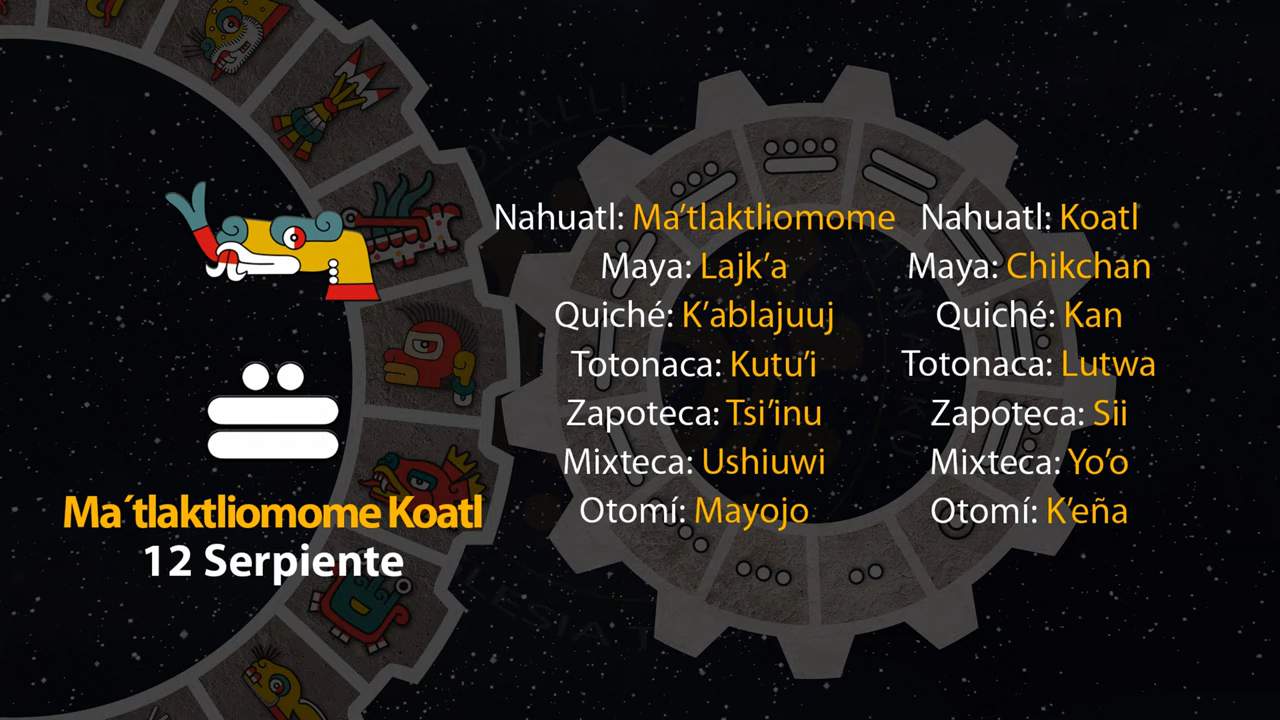 Nahuatl: Ma’tlaktliomome Nahuatl: Koatl
Maya: Lajk’a Maya: Chikchan
Quiché: K’ablajuuj Quiché: Kan
Totonaca: Kutu’i Totonaca: Lutwa
Zapoteca: Tsi’inu Zapoteca: Sii
Mixteca: Ushiuwi Mixteca: Yo’o
Otomí: Mayojo Otomí: K’eña
Ma´tlaktliomome Koatl
12 Serpiente